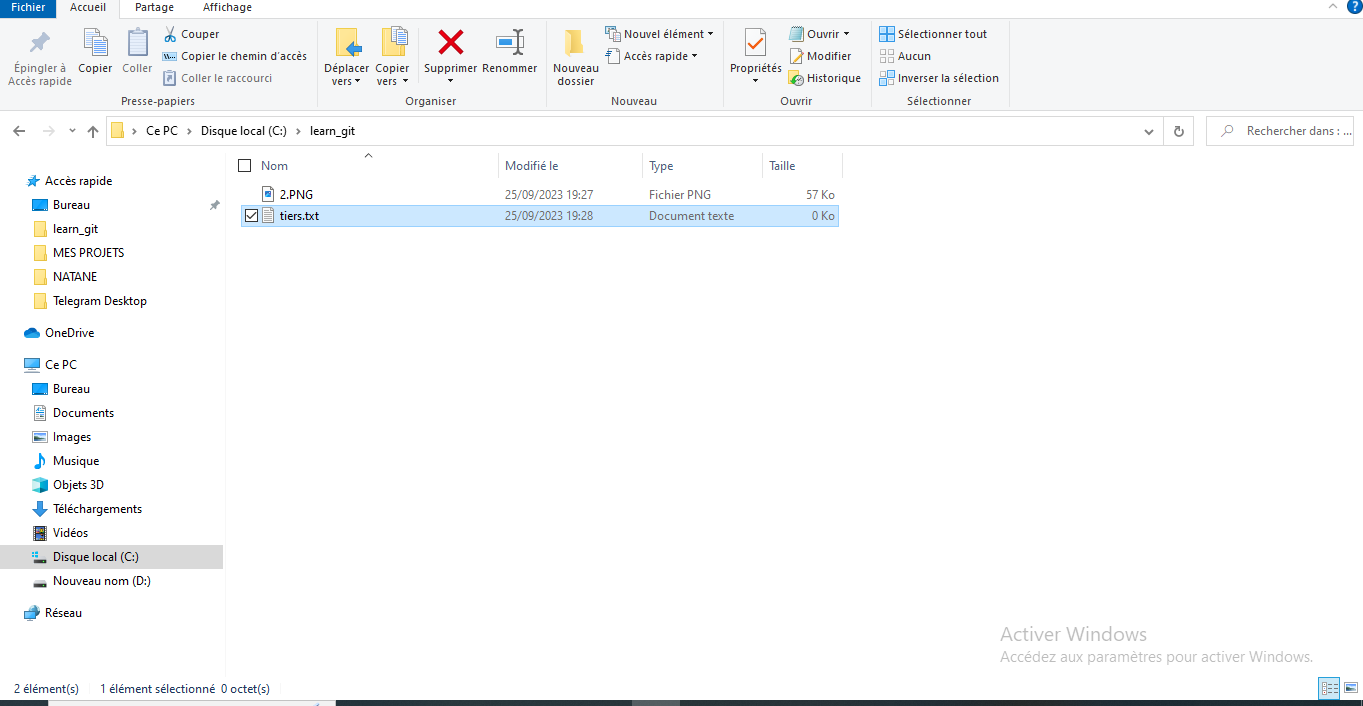 Fichier Accueil Partage Affichage
Épingler à Accès rapide
Copier
Coller
Couper
Copier le chemin d'accès
Coller le raccourci
Presse-papiers
Déplacer vers
Copier vers
Supprimer
Renommer
Organiser
Nouveau dossier
Nouvel élément
Accès rapide
Nouveau
Propriétés
Ouvrir
Modifier
Historique
Ouvrir
Sélectionner tout
Aucun
Inverser la sélection
Sélectionner
Ce PC > Disque local (C:) > learn_git
Rechercher dans : ...
Accès rapide
Bureau
learn_git
MES PROJETS
NATANE
Telegram Desktop
OneDrive
Ce PC
Bureau
Documents
Images
Musique
Objets 3D
Téléchargements
Vidéos
Disque local (C:)
Nouveau nom (D:)
Réseau
Nom Modifié le Type Taille
2.PNG 25/09/2023 19:27 Fichier PNG 57 Ko
tiers.txt 25/09/2023 19:28 Document texte 0 Ko
Activer Windows
Accédez aux paramètres pour activer Windows.
2 élément(s) 1 élément sélectionné 0 octet(s)